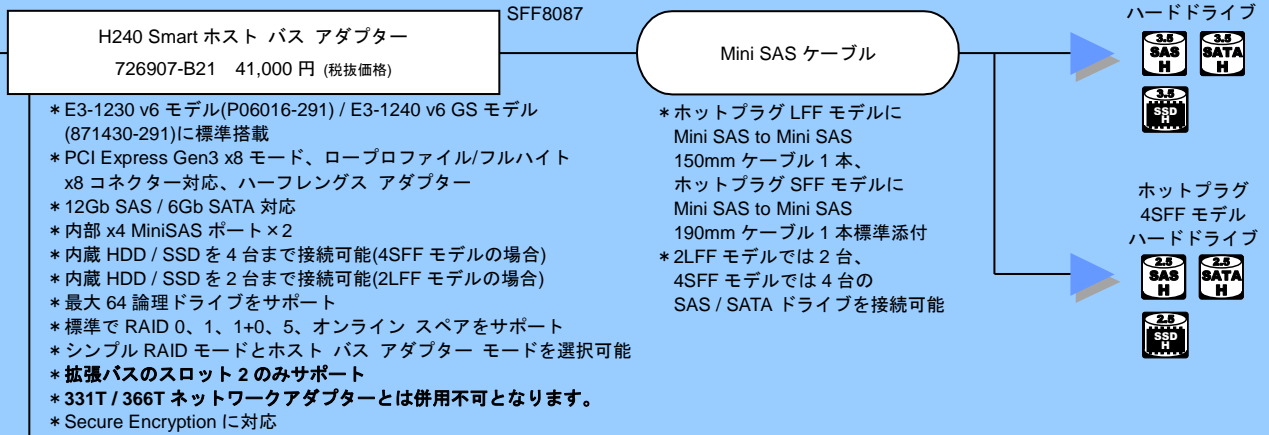 SFF8087
H240 Smart ホスト バス アダプター
726907-B21 41,000 円 (税抜価格)
*E3-1230 v6 モデル(P06016-291) / E3-1240 v6 GS モデル
(871430-291)に標準搭載
*PCI Express Gen3 x8 モード、ロープロファイル/フルハイト
x8 コネクター対応、ハーフレングス アダプター
*12Gb SAS / 6Gb SATA 対応
*内部 x4 MiniSAS ポート×2
*内蔵 HDD / SSD を 4 台まで接続可能(4SFF モデルの場合)
*内蔵 HDD / SSD を 2 台まで接続可能(2LFF モデルの場合)
*最大 64 論理ドライブをサポート
*標準で RAID 0、1、1+0、5、オンライン スペアをサポート
*シンプル RAID モードとホスト バス アダプター モードを選択可能
*拡張バスのスロット 2 のみサポート
*331T / 366T ネットワークアダプターとは併用不可となります。
*Secure Encryption に対応
Mini SAS ケーブル
*ホットプラグ LFF モデルに
Mini SAS to Mini SAS
150mm ケーブル 1 本、
ホットプラグ SFF モデルに
Mini SAS to Mini SAS
190mm ケーブル 1 本標準添付
*2LFF モデルでは 2 台、
4SFF モデルでは 4 台の
SAS / SATA ドライブを接続可能
ハードドライブ
3.5 SAS H
3.5 SATA H
3.5 SSD H
ホットプラグ
4SFF モデル
ハードドライブ
2.5 SAS H
2.5 SATA H
2.5 SSD H